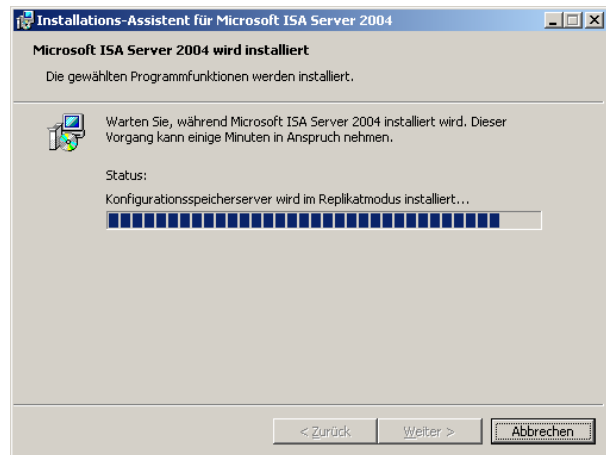 Installations-Assistent für Microsoft ISA Server 2004
Microsoft ISA Server 2004 wird installiert
Die gewählten Programmfunktionen werden installiert.
Warten Sie, während Microsoft ISA Server 2004 installiert wird. Dieser
Vorgang kann einige Minuten in Anspruch nehmen.
Status:
Konfigurationsspeicherserver wird im Replikatmodus installiert...
< Zurück
Weiter >
Abbrechen